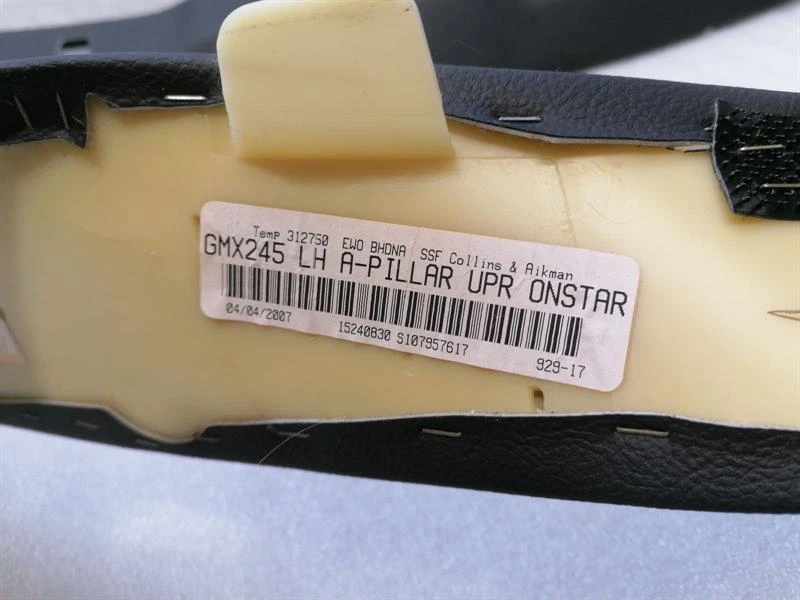 Temp 312750 EWO BHDNA SSF Collins & Aikman
GMX245 LH A-PILLAR UPR ONSTAR
04/04/2007 15240830 S107957617 929-17